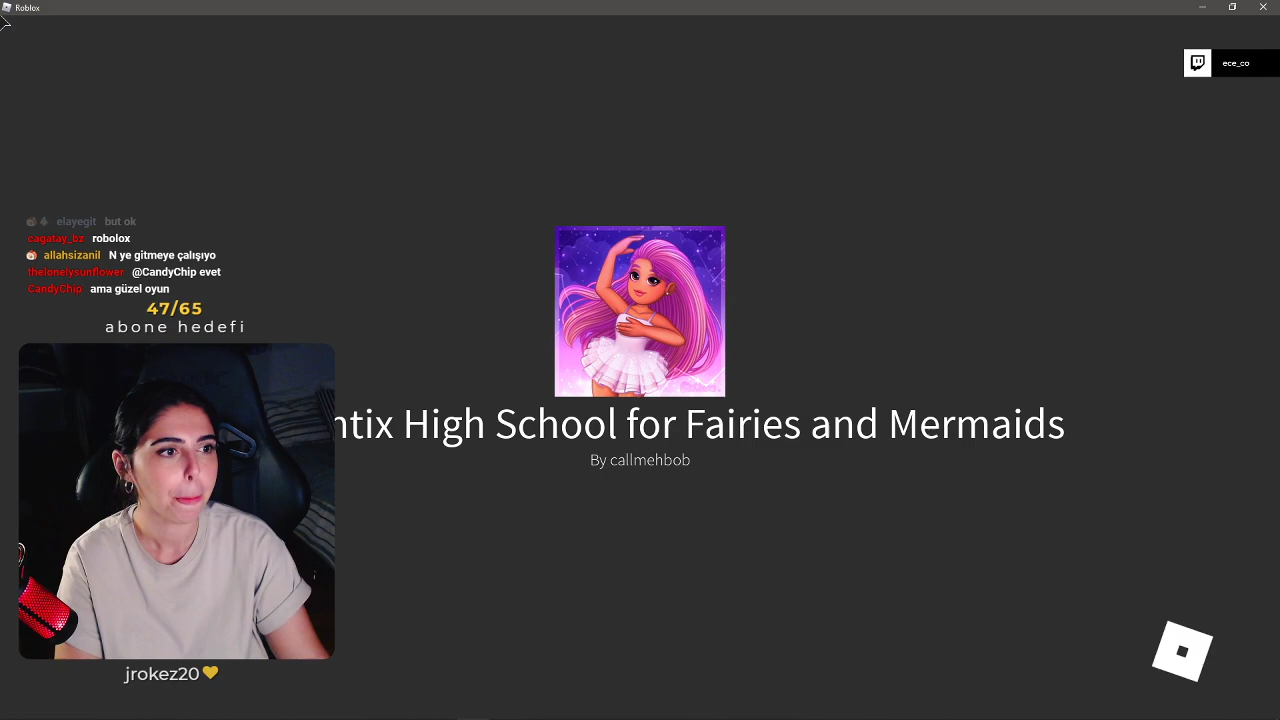 Roblox
ece_co
elayegit but ok
cagatay_bz robolox
allahsizanil N ye gitmeye çalışıyo
thelonelysunflower @CandyChip evet
CandyChip ama güzel oyun
47/65
abone hedefi
ntix High School for Fairies and Mermaids
By callmehbob
jrokez20